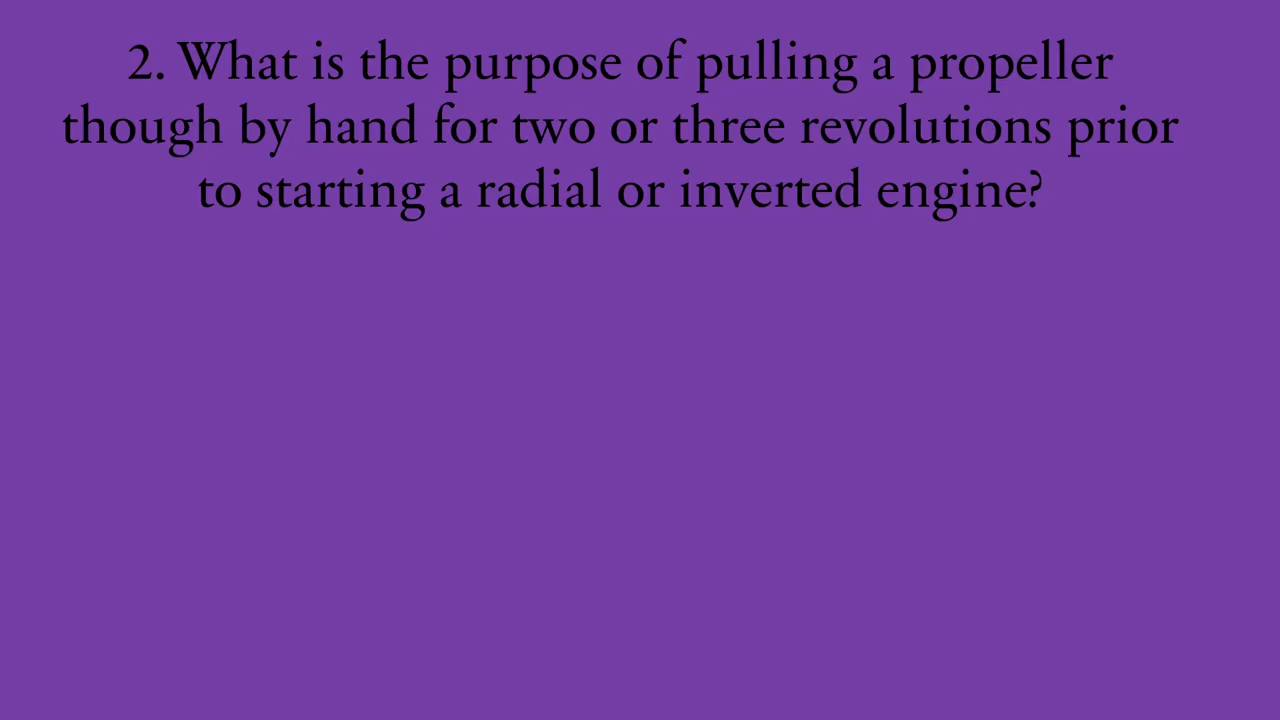 2. What is the purpose of pulling a propeller
though by hand for two or three revolutions prior
to starting a radial or inverted engine?